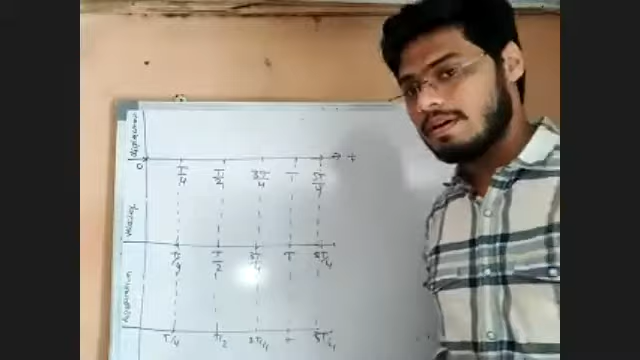 displacement
0 T/4 T/2 3T/4 T 5T/4 t
Velocity
T/4 T/2 3T/4 T 5T/4
Acceleration
T/4 T/2 3T/4 T 5T/4